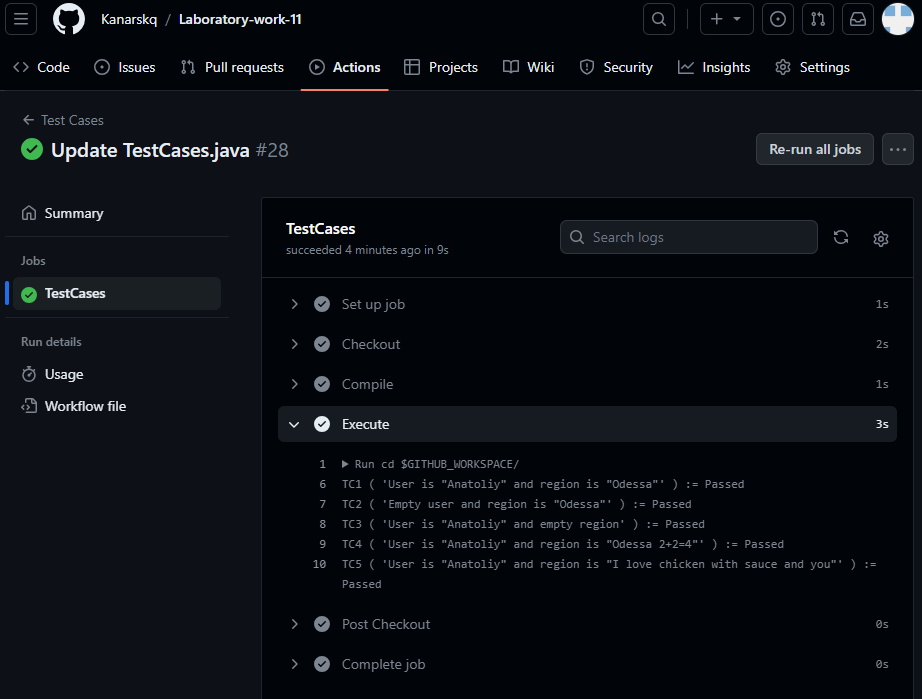 Kanarskq / Laboratory-work-11
Code Issues Pull requests Actions Projects Wiki Security Insights Settings
Test Cases
Update TestCases.java #28
Re-run all jobs
Summary
Jobs
TestCases
Run details
Usage
Workflow file
TestCases
succeeded 4 minutes ago in 9s
Search logs
Set up job 1s
Checkout 2s
Compile 1s
Execute 3s
1 Run cd $GITHUB_WORKSPACE/
6 TC1 ( 'User is "Anatoliy" and region is "Odessa"' ) := Passed
7 TC2 ( 'Empty user and region is "Odessa"' ) := Passed
8 TC3 ( 'User is "Anatoliy" and empty region' ) := Passed
9 TC4 ( 'User is "Anatoliy" and region is "Odessa 2+2=4"' ) := Passed
10 TC5 ( 'User is "Anatoliy" and region is "I love chicken with sauce and you"' ) :=
Passed
Post Checkout 0s
Complete job 0s